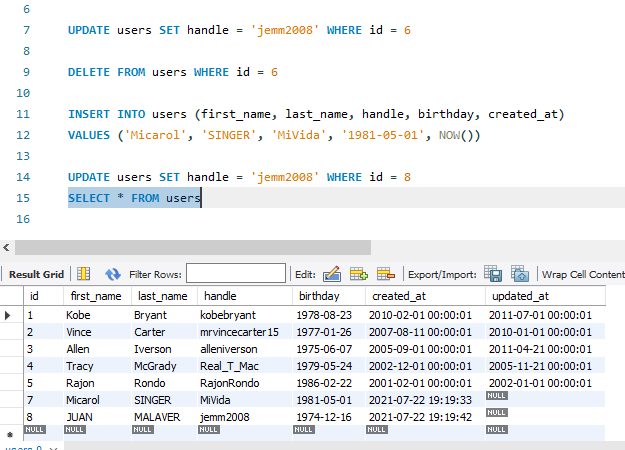 6
7 UPDATE users SET handle = 'jemm2008' WHERE id = 6
8
9 DELETE FROM users WHERE id = 6
10
11 INSERT INTO users (first_name, last_name, handle, birthday, created_at)
12 VALUES ('Micarol', 'SINGER', 'MiVida', '1981-05-01', NOW())
13
14 UPDATE users SET handle = 'jemm2008' WHERE id = 8
15 SELECT * FROM users
16
Result Grid Filter Rows: Edit: Export/Import: Wrap Cell Content
id first_name last_name handle birthday created_at updated_at
1 Kobe Bryant kobebryant 1978-08-23 2010-02-01 00:00:01 2011-07-01 00:00:01
2 Vince Carter mrvincecarter15 1977-01-26 2007-08-11 00:00:01 2010-01-01 00:00:01
3 Allen Iverson alleniverson 1975-06-07 2005-09-01 00:00:01 2011-04-21 00:00:01
4 Tracy McGrady Real_T_Mac 1979-05-24 2002-12-01 00:00:01 2005-11-21 00:00:01
5 Rajon Rondo RajonRondo 1986-02-22 2001-02-01 00:00:01 2002-01-01 00:00:01
7 Micarol SINGER MiVida 1981-05-01 2021-07-22 19:19:33 NULL
8 JUAN MALAVER jemm2008 1974-12-16 2021-07-22 19:19:42 NULL
NULL NULL NULL NULL NULL NULL NULL